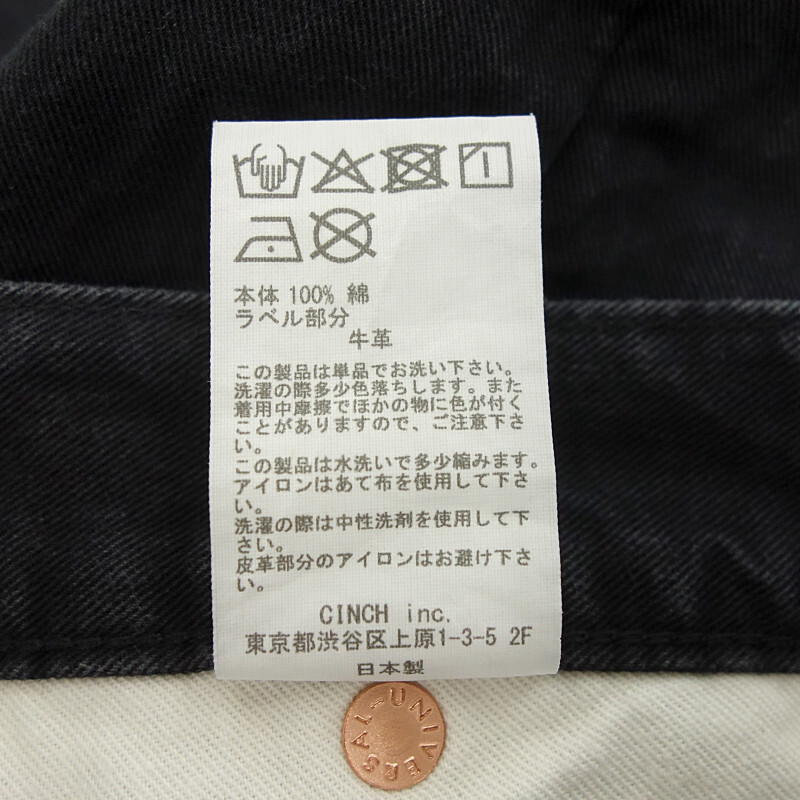 本体 100% 綿
ラベル部分
牛革
この製品は単品でお洗い下さい。
洗濯の際多少色落ちします。また
着用中摩擦でほかの物に色が付く
ことがありますので、ご注意下さ
い。
この製品は水洗いで多少縮みます。
アイロンはあて布を使用して下さ
い。
洗濯の際は中性洗剤を使用して下
さい。
皮革部分のアイロンはお避け下さ
い。
CINCH inc.
東京都渋谷区上原1-3-5 2F
日本製
UNIVERSAL